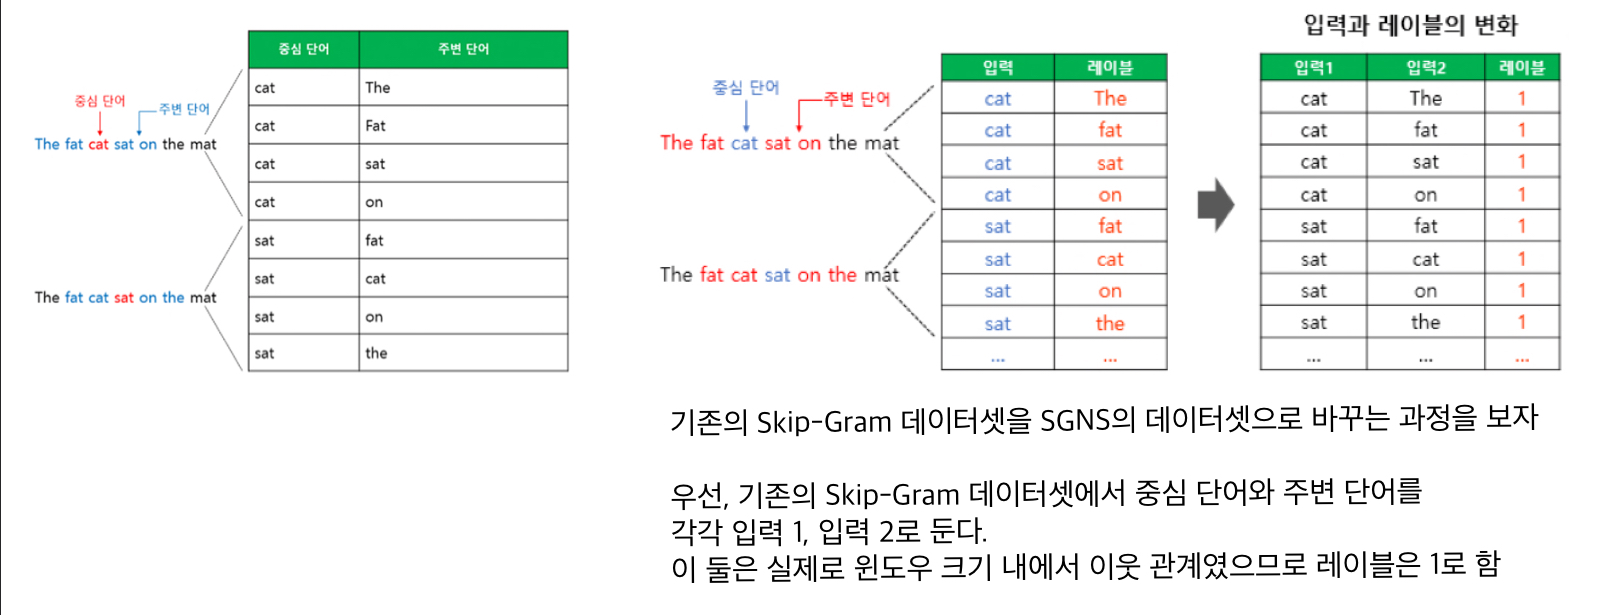 중심 단어 주변 단어
cat The
cat Fat
cat sat
cat on
sat fat
sat cat
sat on
sat the
중심 단어
주변 단어
The fat cat sat on the mat
The fat cat sat on the mat
중심 단어
주변 단어
The fat cat sat on the mat
The fat cat sat on the mat
입력 레이블
cat The
cat fat
cat sat
cat on
sat fat
sat cat
sat on
sat the
... ...
입력과 레이블의 변화
입력1 입력2 레이블
cat The 1
cat fat 1
cat sat 1
cat on 1
sat fat 1
sat cat 1
sat on 1
sat the 1
... ... ...
기존의 Skip-Gram 데이터셋을 SGNS의 데이터셋으로 바꾸는 과정을 보자
우선, 기존의 Skip-Gram 데이터셋에서 중심 단어와 주변 단어를
각각 입력 1, 입력 2로 둔다.
이 둘은 실제로 윈도우 크기 내에서 이웃 관계였으므로 레이블은 1로 함